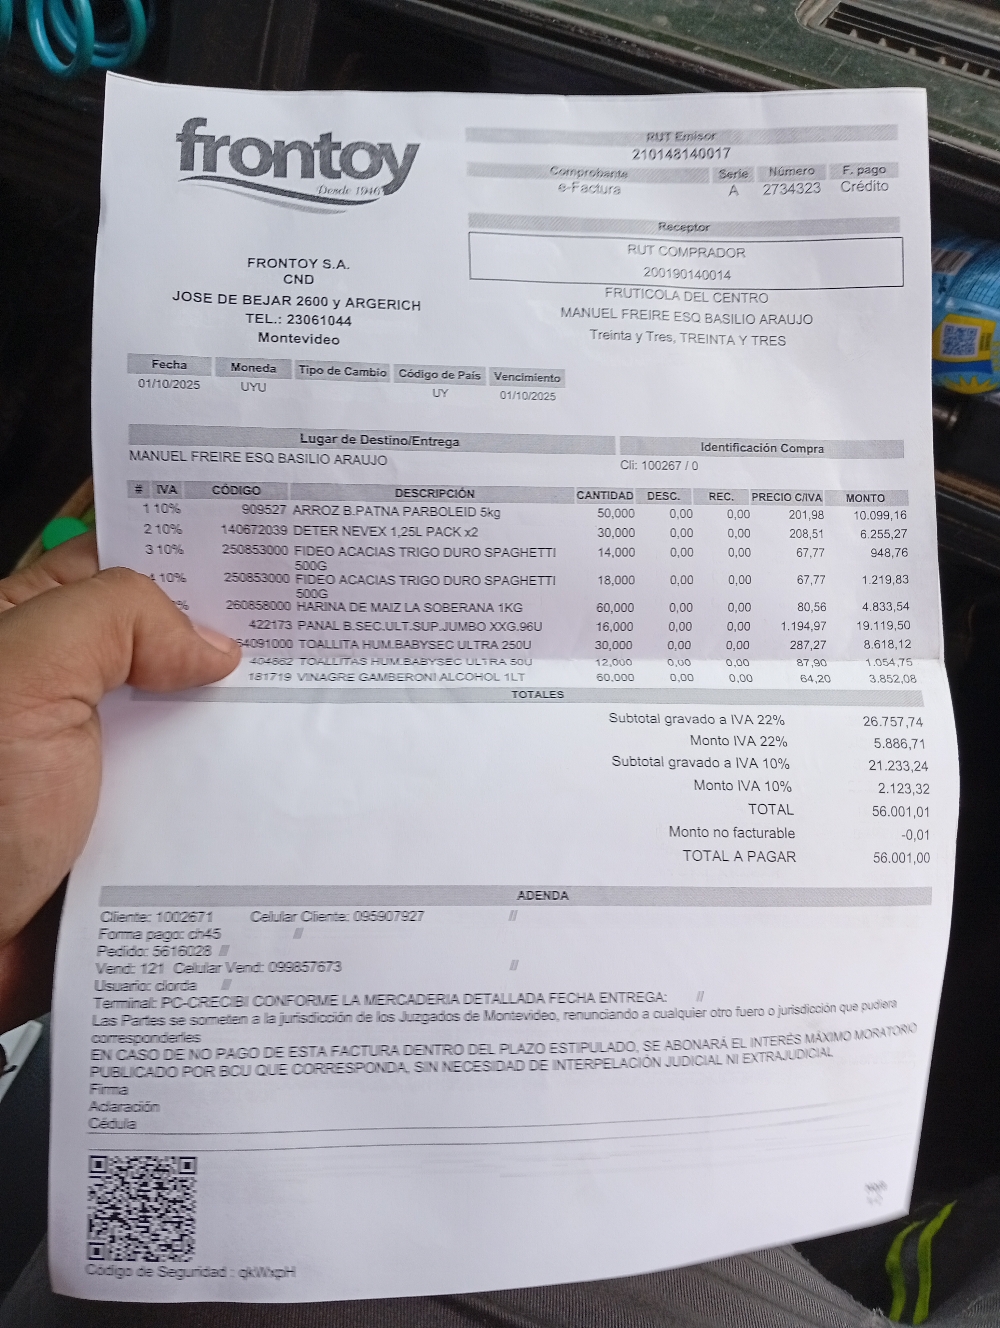 frontoy
Desde 1946
RUT Emisor
210148140017
Comprobante Serie Número F. pago
e-Factura A 2734323 Crédito
Receptor
RUT COMPRADOR
200190140014
FRUTICOLA DEL CENTRO
MANUEL FREIRE ESQ BASILIO ARAUJO
Treinta y Tres, TREINTA Y TRES
FRONTOY S.A.
CND
JOSE DE BEJAR 2600 y ARGERICH
TEL.: 23061044
Montevideo
Fecha Moneda Tipo de Cambio Código de País Vencimiento
01/10/2025 UYU UY 01/10/2025
Lugar de Destino/Entrega Identificación Compra
MANUEL FREIRE ESQ BASILIO ARAUJO Cli: 100267 / 0
# IVA CÓDIGO DESCRIPCIÓN CANTIDAD DESC. REC. PRECIO C/IVA MONTO
1 10% 909527 ARROZ B.PATNA PARBOLEID 5kg 50,000 0,00 0,00 201,98 10.099,16
2 10% 140672039 DETER NEVEX 1,25L PACK x2 30,000 0,00 0,00 208,51 6.255,27
3 10% 250853000 FIDEO ACACIAS TRIGO DURO SPAGHETTI 14,000 0,00 0,00 67,77 948,76
500G
10% 250853000 FIDEO ACACIAS TRIGO DURO SPAGHETTI 18,000 0,00 0,00 67,77 1.219,83
500G
% 260858000 HARINA DE MAIZ LA SOBERANA 1KG 60,000 0,00 0,00 80,56 4.833,54
422173 PANAL B.SEC.ULT.SUP.JUMBO XXG.96U 16,000 0,00 0,00 1.194,97 19.119,50
64091000 TOALLITA HUM.BABYSEC ULTRA 250U 30,000 0,00 0,00 287,27 8.618,12
404862 TOALLITAS HUM.BABYSEC ULTRA 50U 12,000 0,00 0,00 87,90 1.054,75
181719 VINAGRE GAMBERONI ALCOHOL 1LT 60,000 0,00 0,00 64,20 3.852,08
TOTALES
Subtotal gravado a IVA 22% 26.757,74
Monto IVA 22% 5.886,71
Subtotal gravado a IVA 10% 21.233,24
Monto IVA 10% 2.123,32
TOTAL 56.001,01
Monto no facturable -0,01
TOTAL A PAGAR 56.001,00
ADENDA
Cliente: 1002671 Celular Cliente: 095907927 //
Forma pago: ch45 //
Pedido: 5616028 //
Vend: 121 Celular Vend: 099857673 //
Usuario: clorda //
Terminal: PC-CRECIBI CONFORME LA MERCADERIA DETALLADA FECHA ENTREGA: //
Las Partes se someten a la jurisdicción de los Juzgados de Montevideo, renunciando a cualquier otro fuero o jurisdicción que pudiera
corresponderles
EN CASO DE NO PAGO DE ESTA FACTURA DENTRO DEL PLAZO ESTIPULADO, SE ABONARÁ EL INTERÉS MÁXIMO MORATORIO
PUBLICADO POR BCU QUE CORRESPONDA, SIN NECESIDAD DE INTERPELACIÓN JUDICIAL NI EXTRAJUDICIAL
Firma
Aclaración
Cédula
Código de Seguridad : qkWxpH